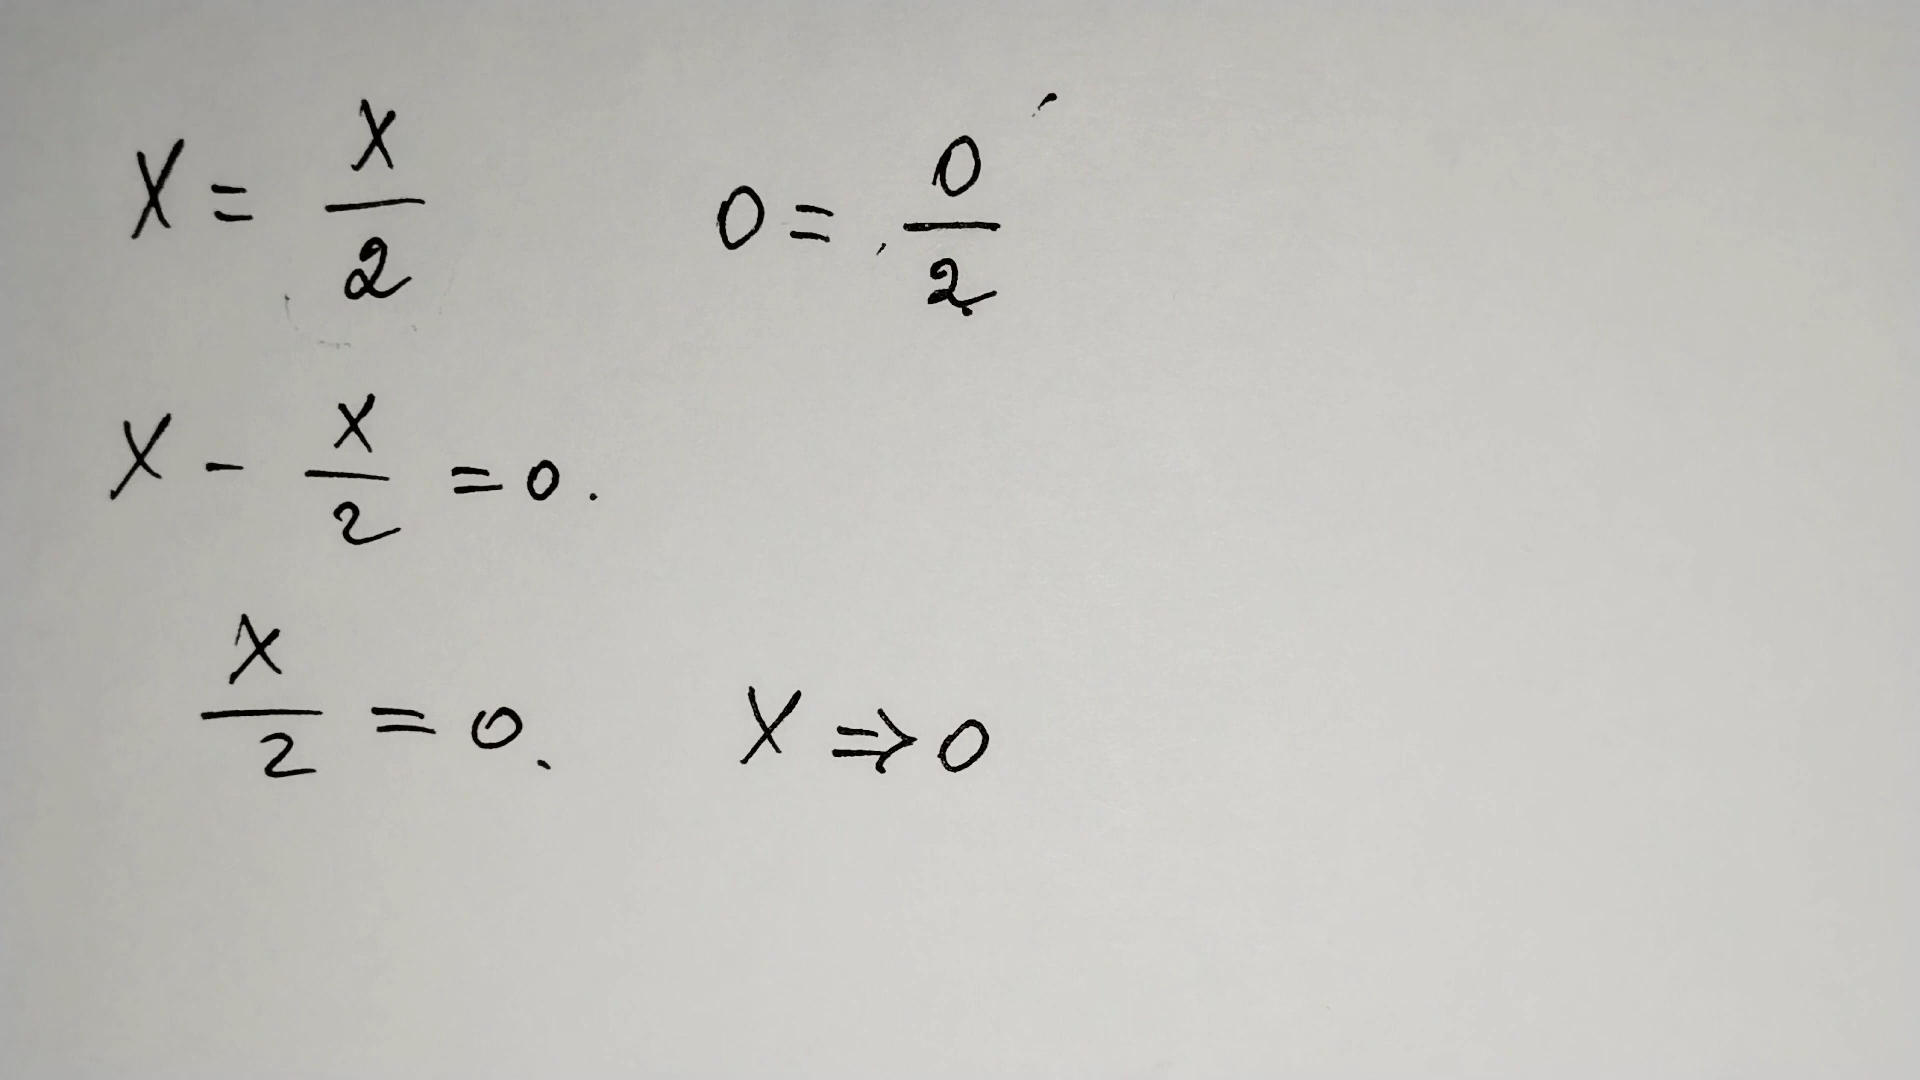 X = X/2   0 = 0/2
X - X/2 = 0.
X/2 = 0.   X ⇒ 0